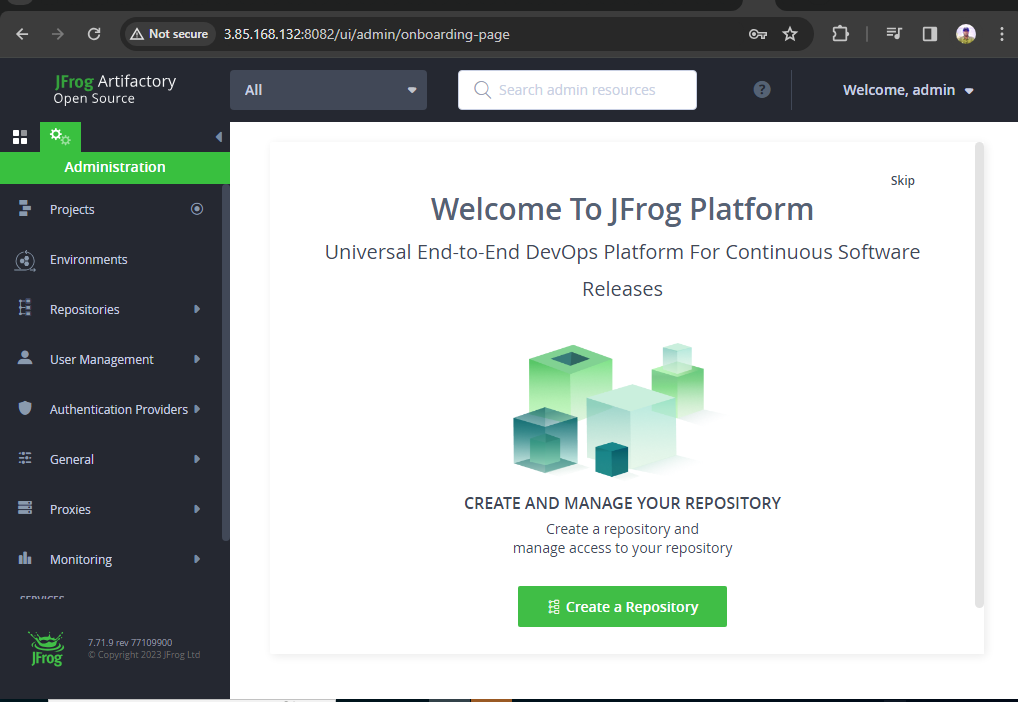 Not secure
3.85.168.132:8082/ui/admin/onboarding-page
JFrog Artifactory
Open Source
All
Search admin resources
?
Welcome, admin
Administration
Projects
Environments
Repositories
User Management
Authentication Providers
General
Proxies
Monitoring
SERVICES
JFrog
7.71.9 rev 77109900
© Copyright 2023 JFrog Ltd
Skip
Welcome To JFrog Platform
Universal End-to-End DevOps Platform For Continuous Software
Releases
CREATE AND MANAGE YOUR REPOSITORY
Create a repository and
manage access to your repository
Create a Repository